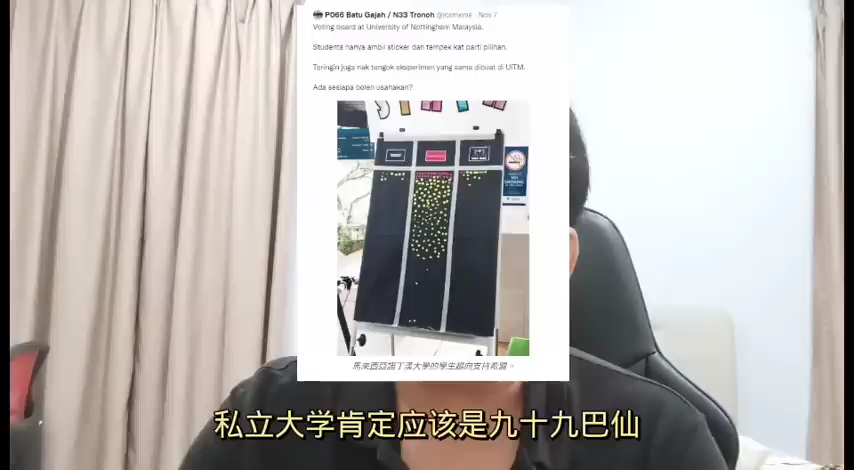 P066 Batu Gajah / N33 Tronoh @icasmxme · Nov 7
Voting board at University of Nottingham Malaysia.
Students hanya ambil sticker dan tempek kat parti pilihan.
Teringin juga nak tengok eksperimen yang sama dibuat di UiTM.
Ada sesiapa boleh usahakan?
馬來西亞諾丁漢大學的學生趨向支持希盟。
私立大学肯定应该是九十九巴仙